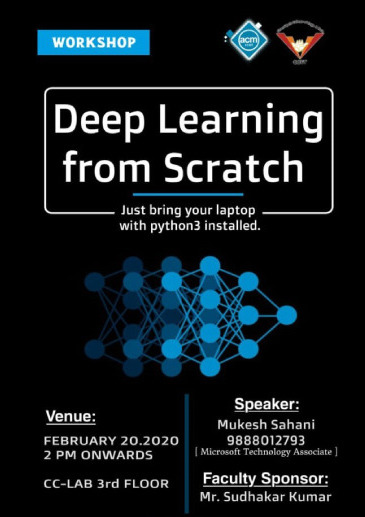 WORKSHOP
acm
Deep Learning
from Scratch
Just bring your laptop
with python3 installed.
Venue:
FEBRUARY 20.2020
2 PM ONWARDS
CC-LAB 3rd FLOOR
Speaker:
Mukesh Sahani
9888012793
[ Microsoft Technology Associate ]
Faculty Sponsor:
Mr. Sudhakar Kumar